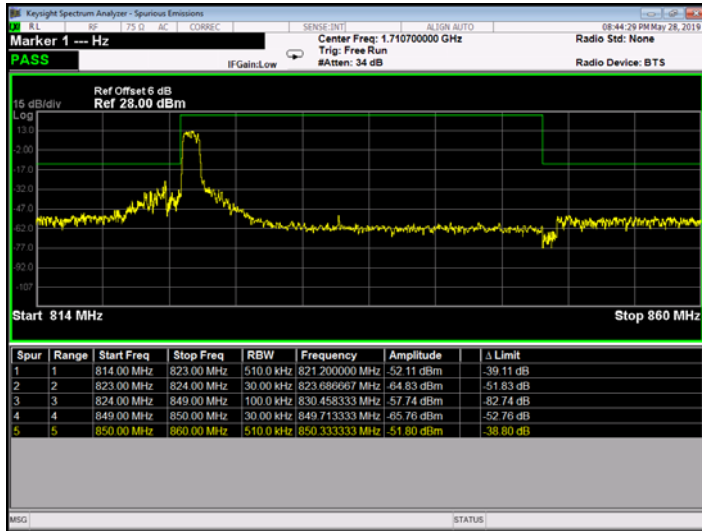 Keysight Spectrum Analyzer - Spurious Emissions
RL RF 75 Ω AC CORREC SENSE:INT ALIGN AUTO 08:44:29 PM May 28, 2019
Marker 1 --- Hz Center Freq: 1.710700000 GHz Radio Std: None
Trig: Free Run
PASS IFGain:Low #Atten: 34 dB Radio Device: BTS
Ref Offset 6 dB
15 dB/div Ref 28.00 dBm
Log
13.0
-2.00
-17.0
-32.0
-47.0
-62.0
-77.0
-92.0
-107
Start 814 MHz Stop 860 MHz
Spur Range Start Freq Stop Freq RBW Frequency Amplitude Δ Limit
1 1 814.00 MHz 823.00 MHz 510.0 kHz 821.200000 MHz -52.11 dBm -39.11 dB
2 2 823.00 MHz 824.00 MHz 30.00 kHz 823.686667 MHz -64.83 dBm -51.83 dB
3 3 824.00 MHz 849.00 MHz 100.0 kHz 830.458333 MHz -57.74 dBm -82.74 dB
4 4 849.00 MHz 850.00 MHz 30.00 kHz 849.713333 MHz -65.76 dBm -52.76 dB
5 5 850.00 MHz 860.00 MHz 510.0 kHz 850.333333 MHz -51.80 dBm -38.80 dB
MSG STATUS